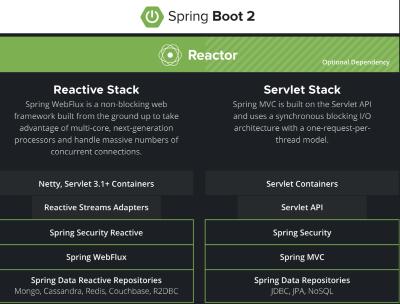 Spring Boot 2
Reactor
Optional Dependency
Reactive Stack
Spring WebFlux is a non-blocking web
framework built from the ground up to take
advantage of multi-core, next-generation
processors and handle massive numbers of
concurrent connections.
Netty, Servlet 3.1+ Containers
Reactive Streams Adapters
Spring Security Reactive
Spring WebFlux
Spring Data Reactive Repositories
Mongo, Cassandra, Redis, Couchbase, R2DBC
Servlet Stack
Spring MVC is built on the Servlet API
and uses a synchronous blocking I/O
architecture with a one-request-per-
thread model.
Servlet Containers
Servlet API
Spring Security
Spring MVC
Spring Data Repositories
JDBC, JPA, NoSQL